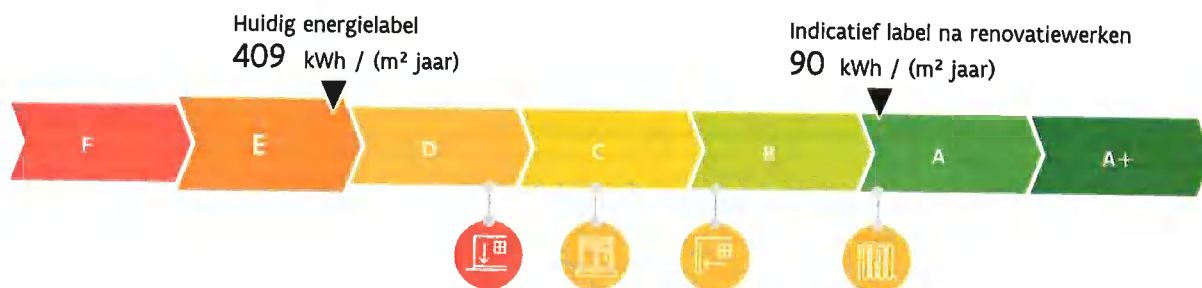 Huidig energielabel
409 kWh / (m² jaar)
Indicatief label na renovatiewerken
90 kWh / (m² jaar)
F E D C B A A+